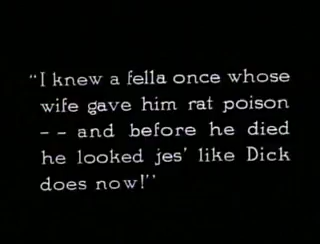 "I knew a fella once whose
wife gave him rat poison
-- and before he died
he looked jes' like Dick
does now!"